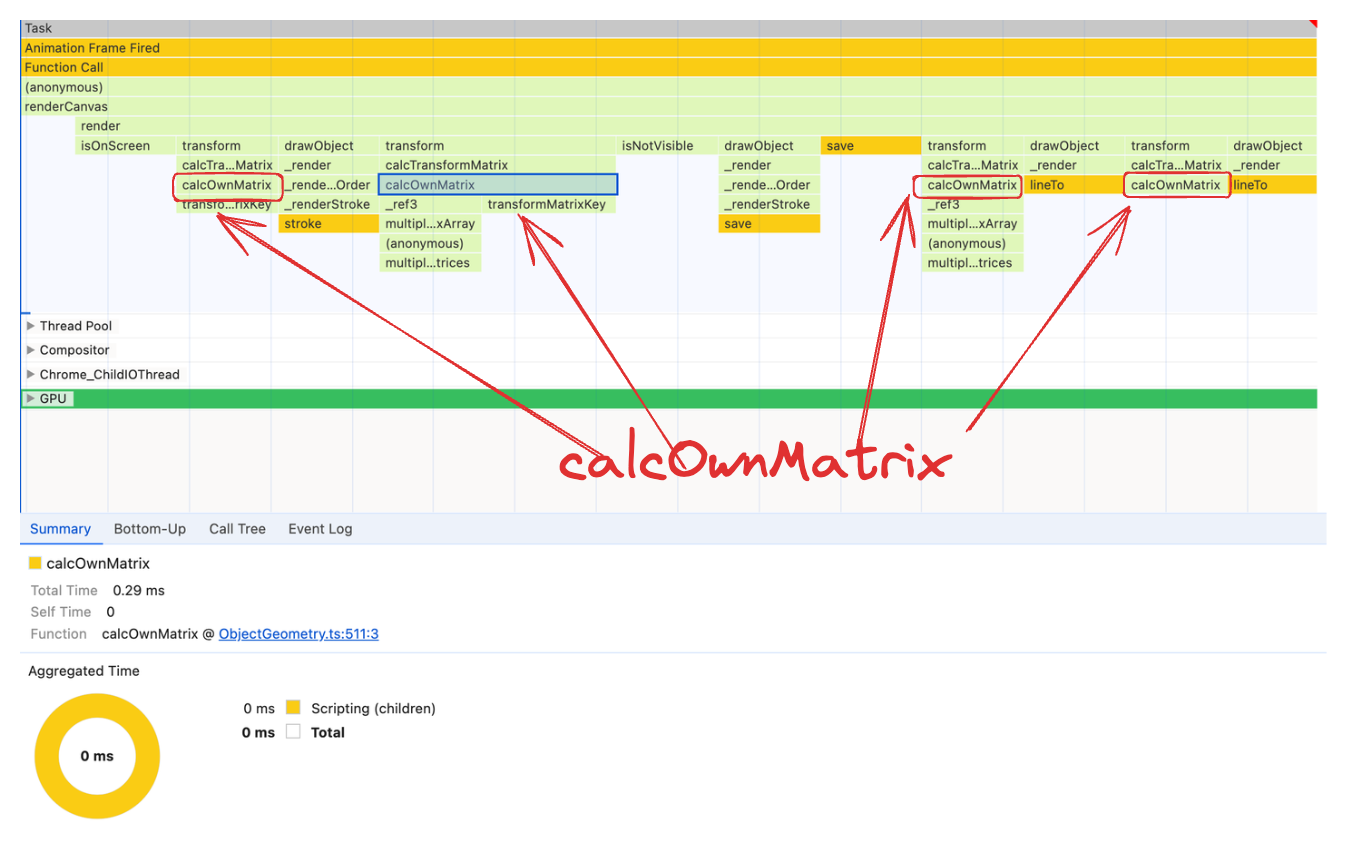 Task
Animation Frame Fired
Function Call
(anonymous)
renderCanvas
render
isOnScreen transform drawObject transform isNotVisible drawObject save transform drawObject transform drawObject
calcTra...Matrix _render calcTransformMatrix _render calcTra...Matrix _render calcTra...Matrix _render
calcOwnMatrix _rende...Order calcOwnMatrix _rende...Order calcOwnMatrix lineTo calcOwnMatrix lineTo
transfo...rixKey _renderStroke _ref3 transformMatrixKey _renderStroke _ref3
stroke multipl...xArray save multipl...xArray
(anonymous) (anonymous)
multipl...trices multipl...trices
Thread Pool
Compositor
Chrome_ChildIOThread
GPU
calcOwnMatrix
Summary Bottom-Up Call Tree Event Log
calcOwnMatrix
Total Time 0.29 ms
Self Time 0
Function calcOwnMatrix @ ObjectGeometry.ts:511:3
Aggregated Time
0 ms Scripting (children)
0 ms Total
0 ms